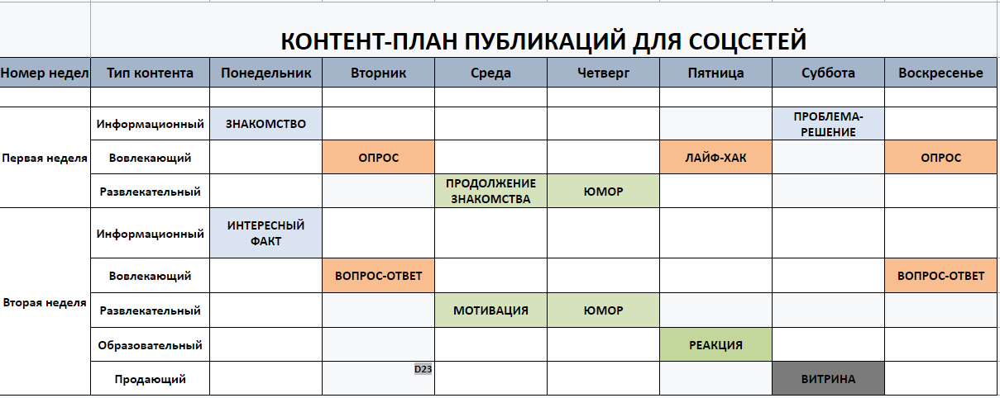 КОНТЕНТ-ПЛАН ПУБЛИКАЦИЙ ДЛЯ СОЦСЕТЕЙ
Номер недел Тип контента Понедельник Вторник Среда Четверг Пятница Суббота Воскресенье
Информационный ЗНАКОМСТВО ПРОБЛЕМА-
РЕШЕНИЕ
Первая неделя Вовлекающий ОПРОС ЛАЙФ-ХАК ОПРОС
Развлекательный ПРОДОЛЖЕНИЕ
ЗНАКОМСТВА ЮМОР
Информационный ИНТЕРЕСНЫЙ
ФАКТ
Вовлекающий ВОПРОС-ОТВЕТ ВОПРОС-ОТВЕТ
Вторая неделя Развлекательный МОТИВАЦИЯ ЮМОР
Образовательный РЕАКЦИЯ
D23
Продающий ВИТРИНА